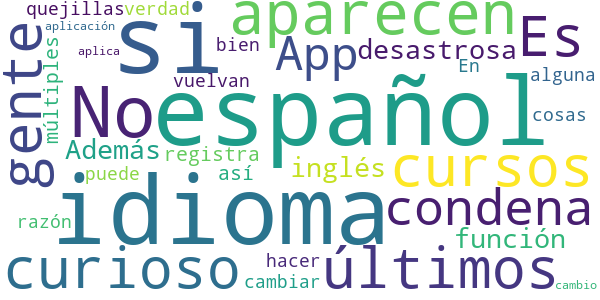 quejillas verdad
aplicación
si
aparecen
Es
gente
aplica
múltiples
bien
App
desastrosa
En
vuelvan
alguna
No
español
cosas
Además
registra
así
inglés
cursos
puede
idioma
condena
razón
función
curioso
hacer
últimos
cambiar
cambio